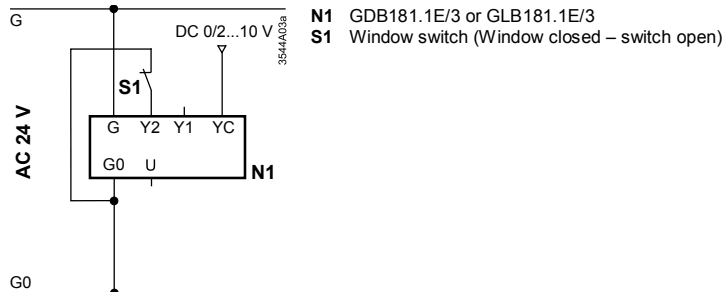 G
DC 0/2...10 V
3544A03a
N1 GDB181.1E/3 or GLB181.1E/3
S1 Window switch (Window closed – switch open)
S1
AC 24 V
G Y2 Y1 YC
G0 U
N1
G0